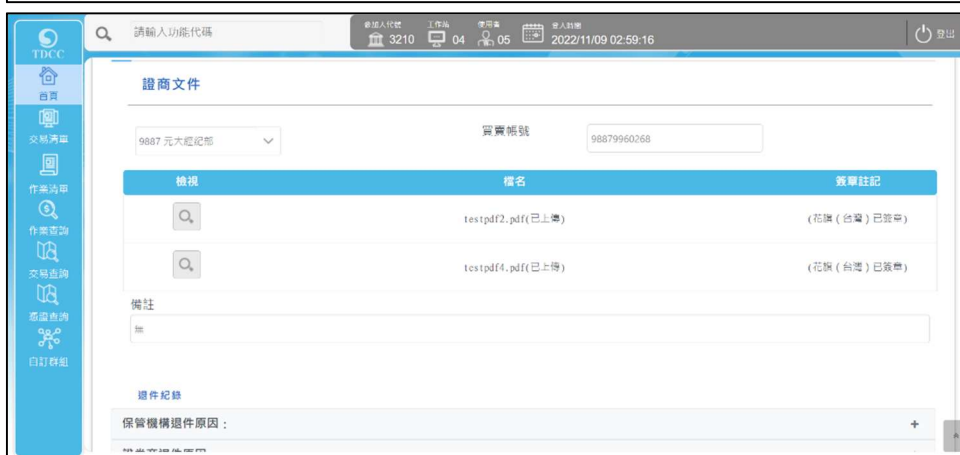 請輸入功能代碼
參加人代號 工作站 使用者 登入時間
3210 04 05 2022/11/09 02:59:16
登出
TDCC
首頁
交易清單
作業清單
作業查詢
交易查詢
憑證查詢
自訂群組
證商文件
9887 元大經紀部
買賣帳號
98879960268
檢視 檔名 簽章註記
testpdf2.pdf(已上傳) (花旗(台灣)已簽章)
testpdf4.pdf(已上傳) (花旗(台灣)已簽章)
備註
無
退件紀錄
保管機構退件原因: +